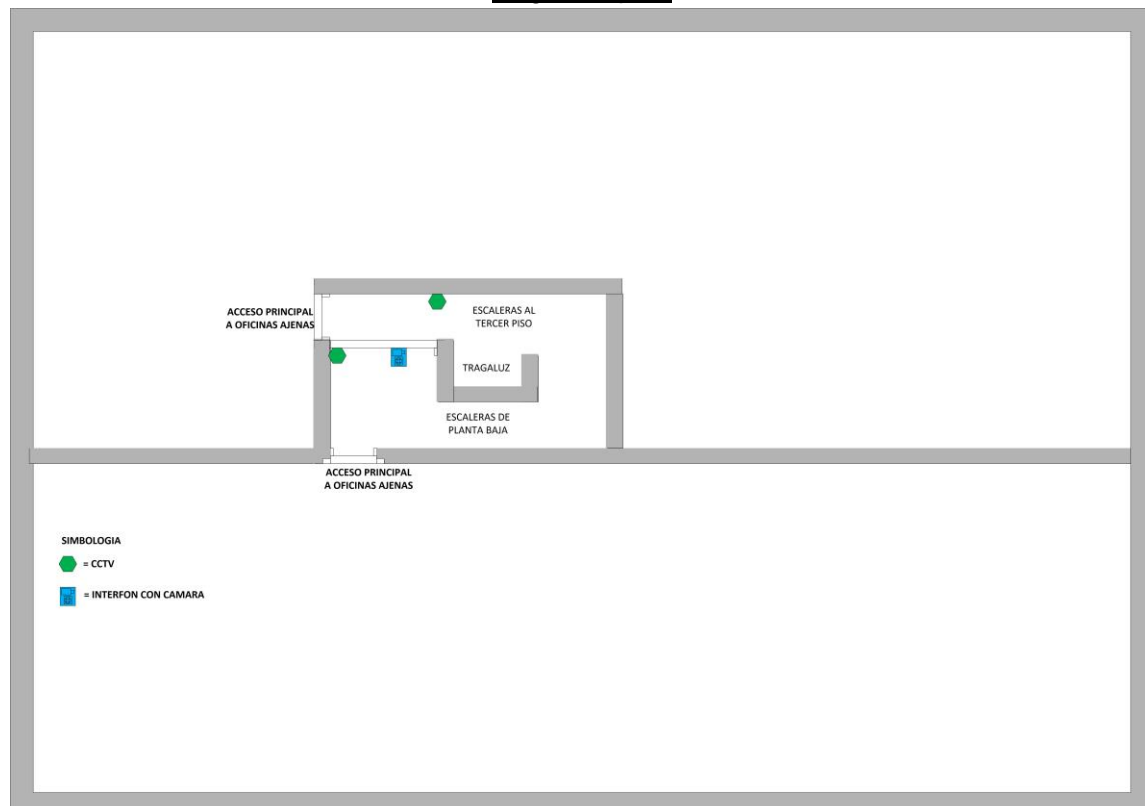 ESCALERAS AL
TERCER PISO
ACCESO PRINCIPAL
A OFICINAS AJENAS
TRAGALUZ
ESCALERAS DE
PLANTA BAJA
ACCESO PRINCIPAL
A OFICINAS AJENAS
SIMBOLOGIA
= CCTV
= INTERFON CON CAMARA